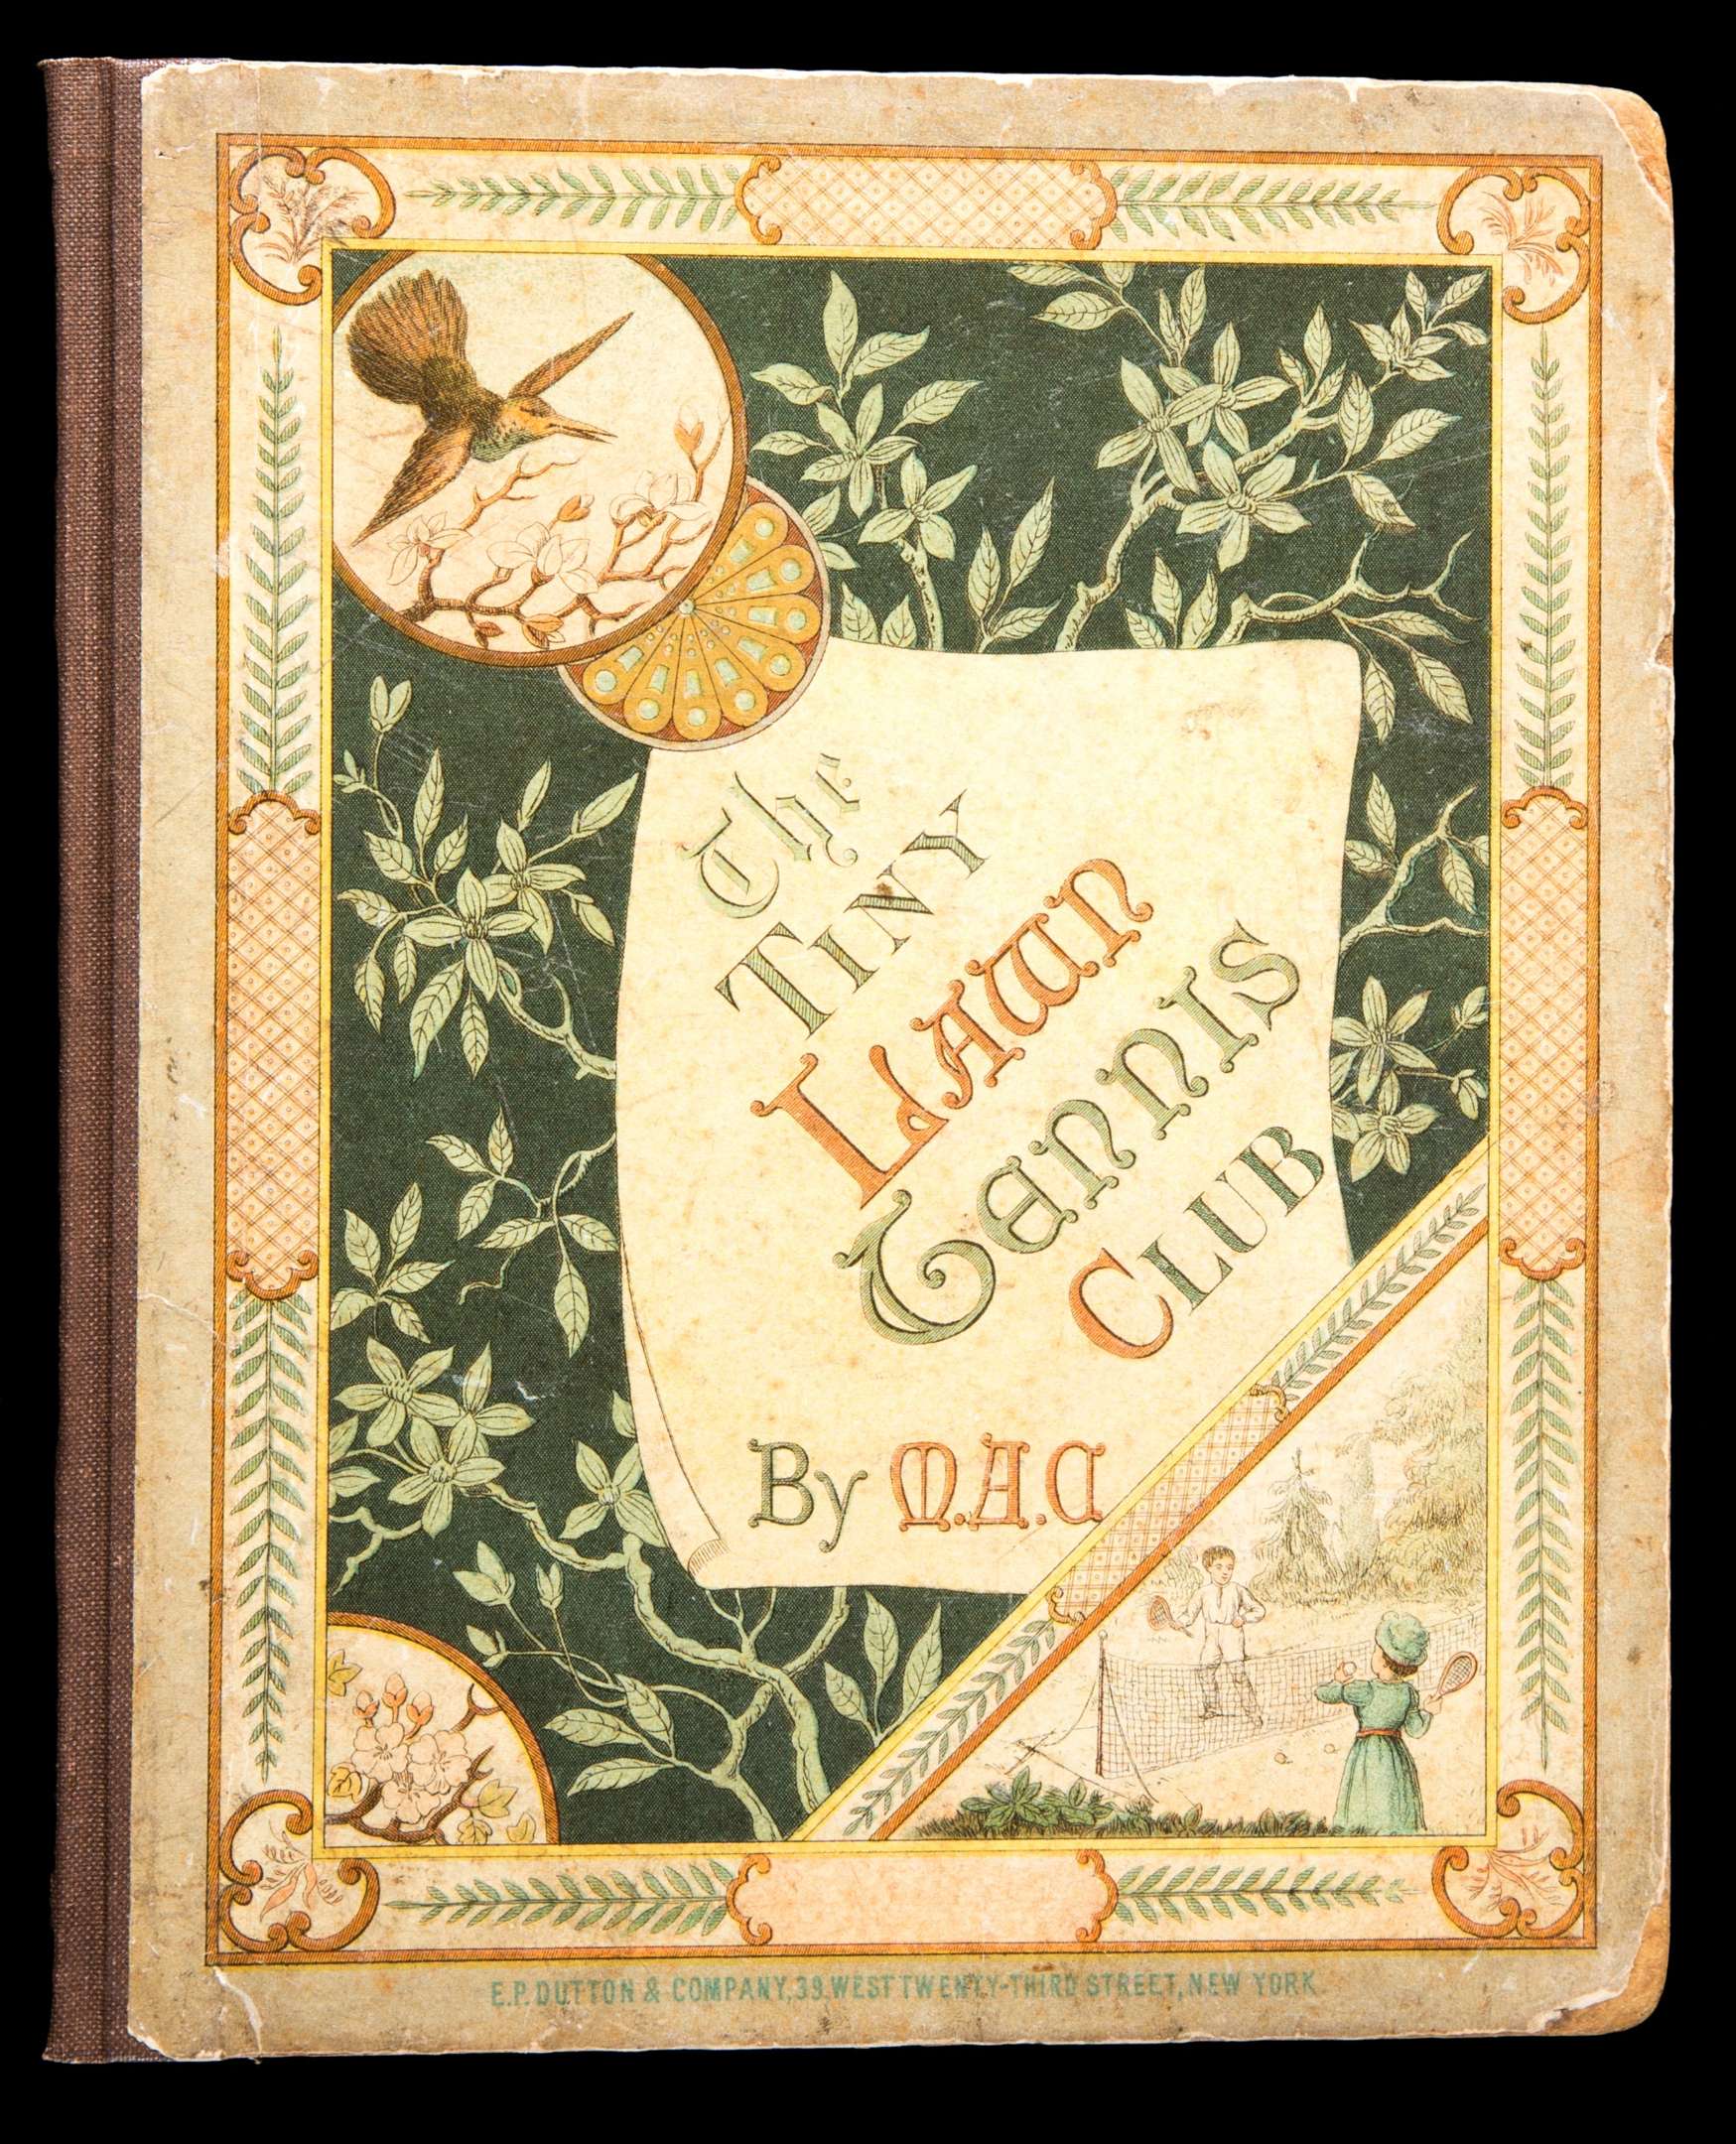 The
TINY
LAWN
TENNIS
CLUB
By M.A.C
E.P. DUTTON & COMPANY, 39. WEST TWENTY-THIRD STREET, NEW YORK